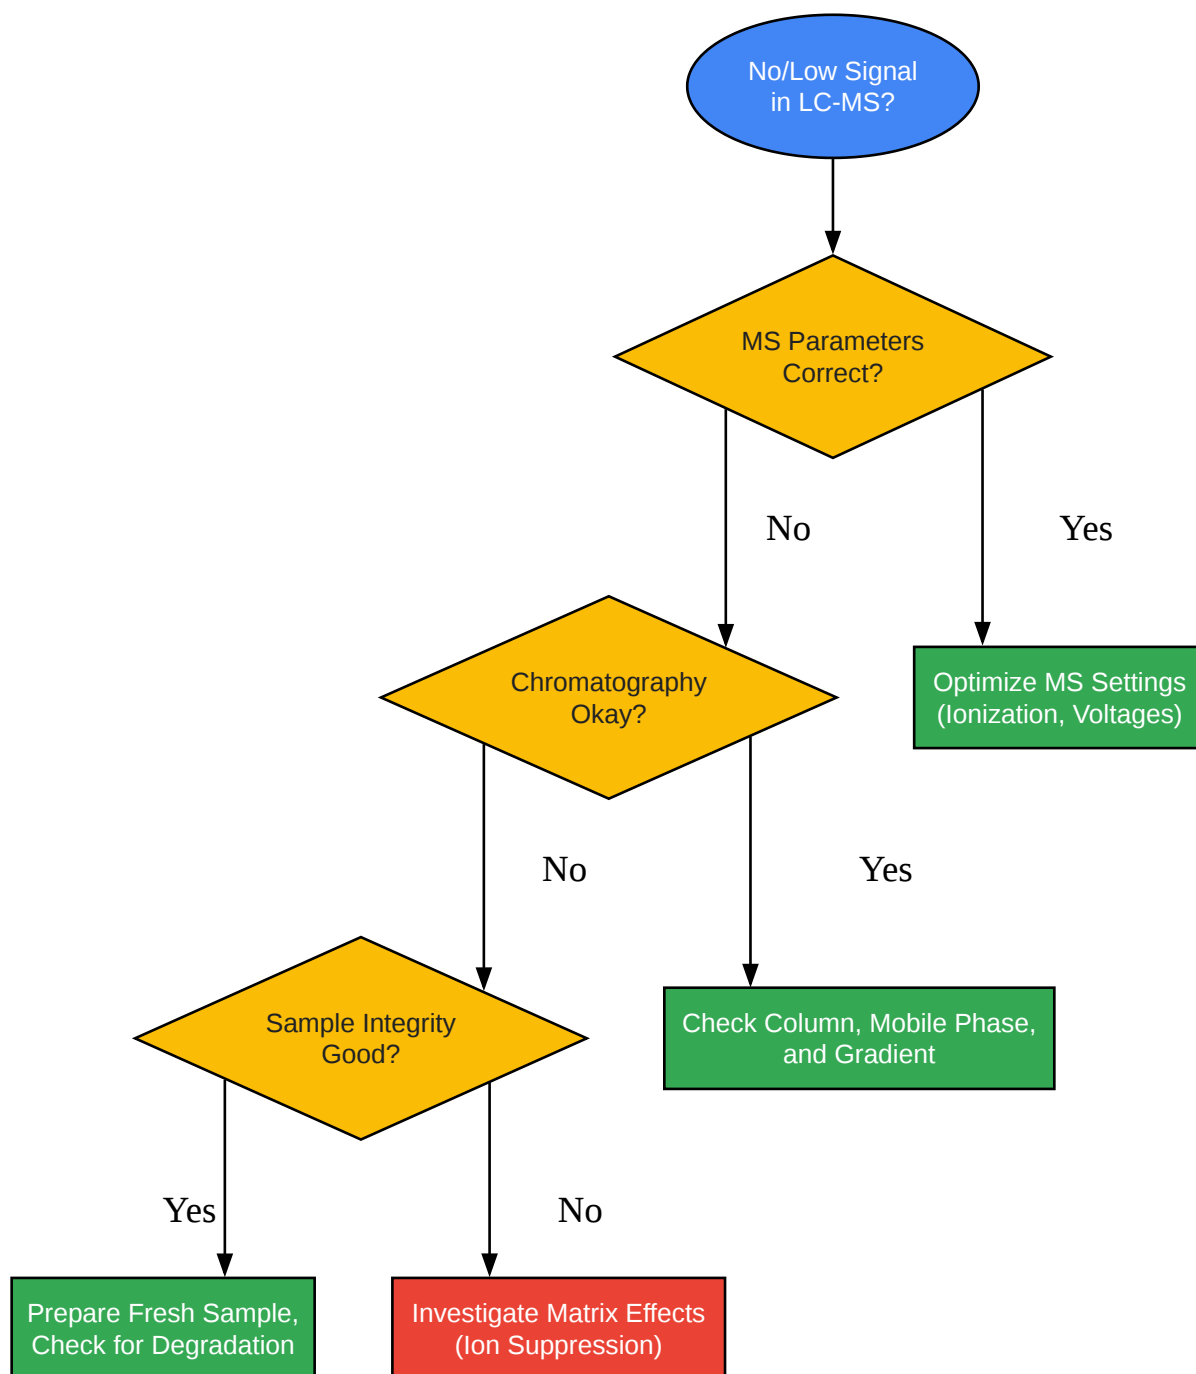 No/Low Signal
in LC-MS?
MS Parameters
Correct?
No
Yes
Chromatography
Okay?
Optimize MS Settings
(Ionization, Voltages)
No
Yes
Sample Integrity
Good?
Check Column, Mobile Phase,
and Gradient
Yes
No
Prepare Fresh Sample,
Check for Degradation
Investigate Matrix Effects
(Ion Suppression)